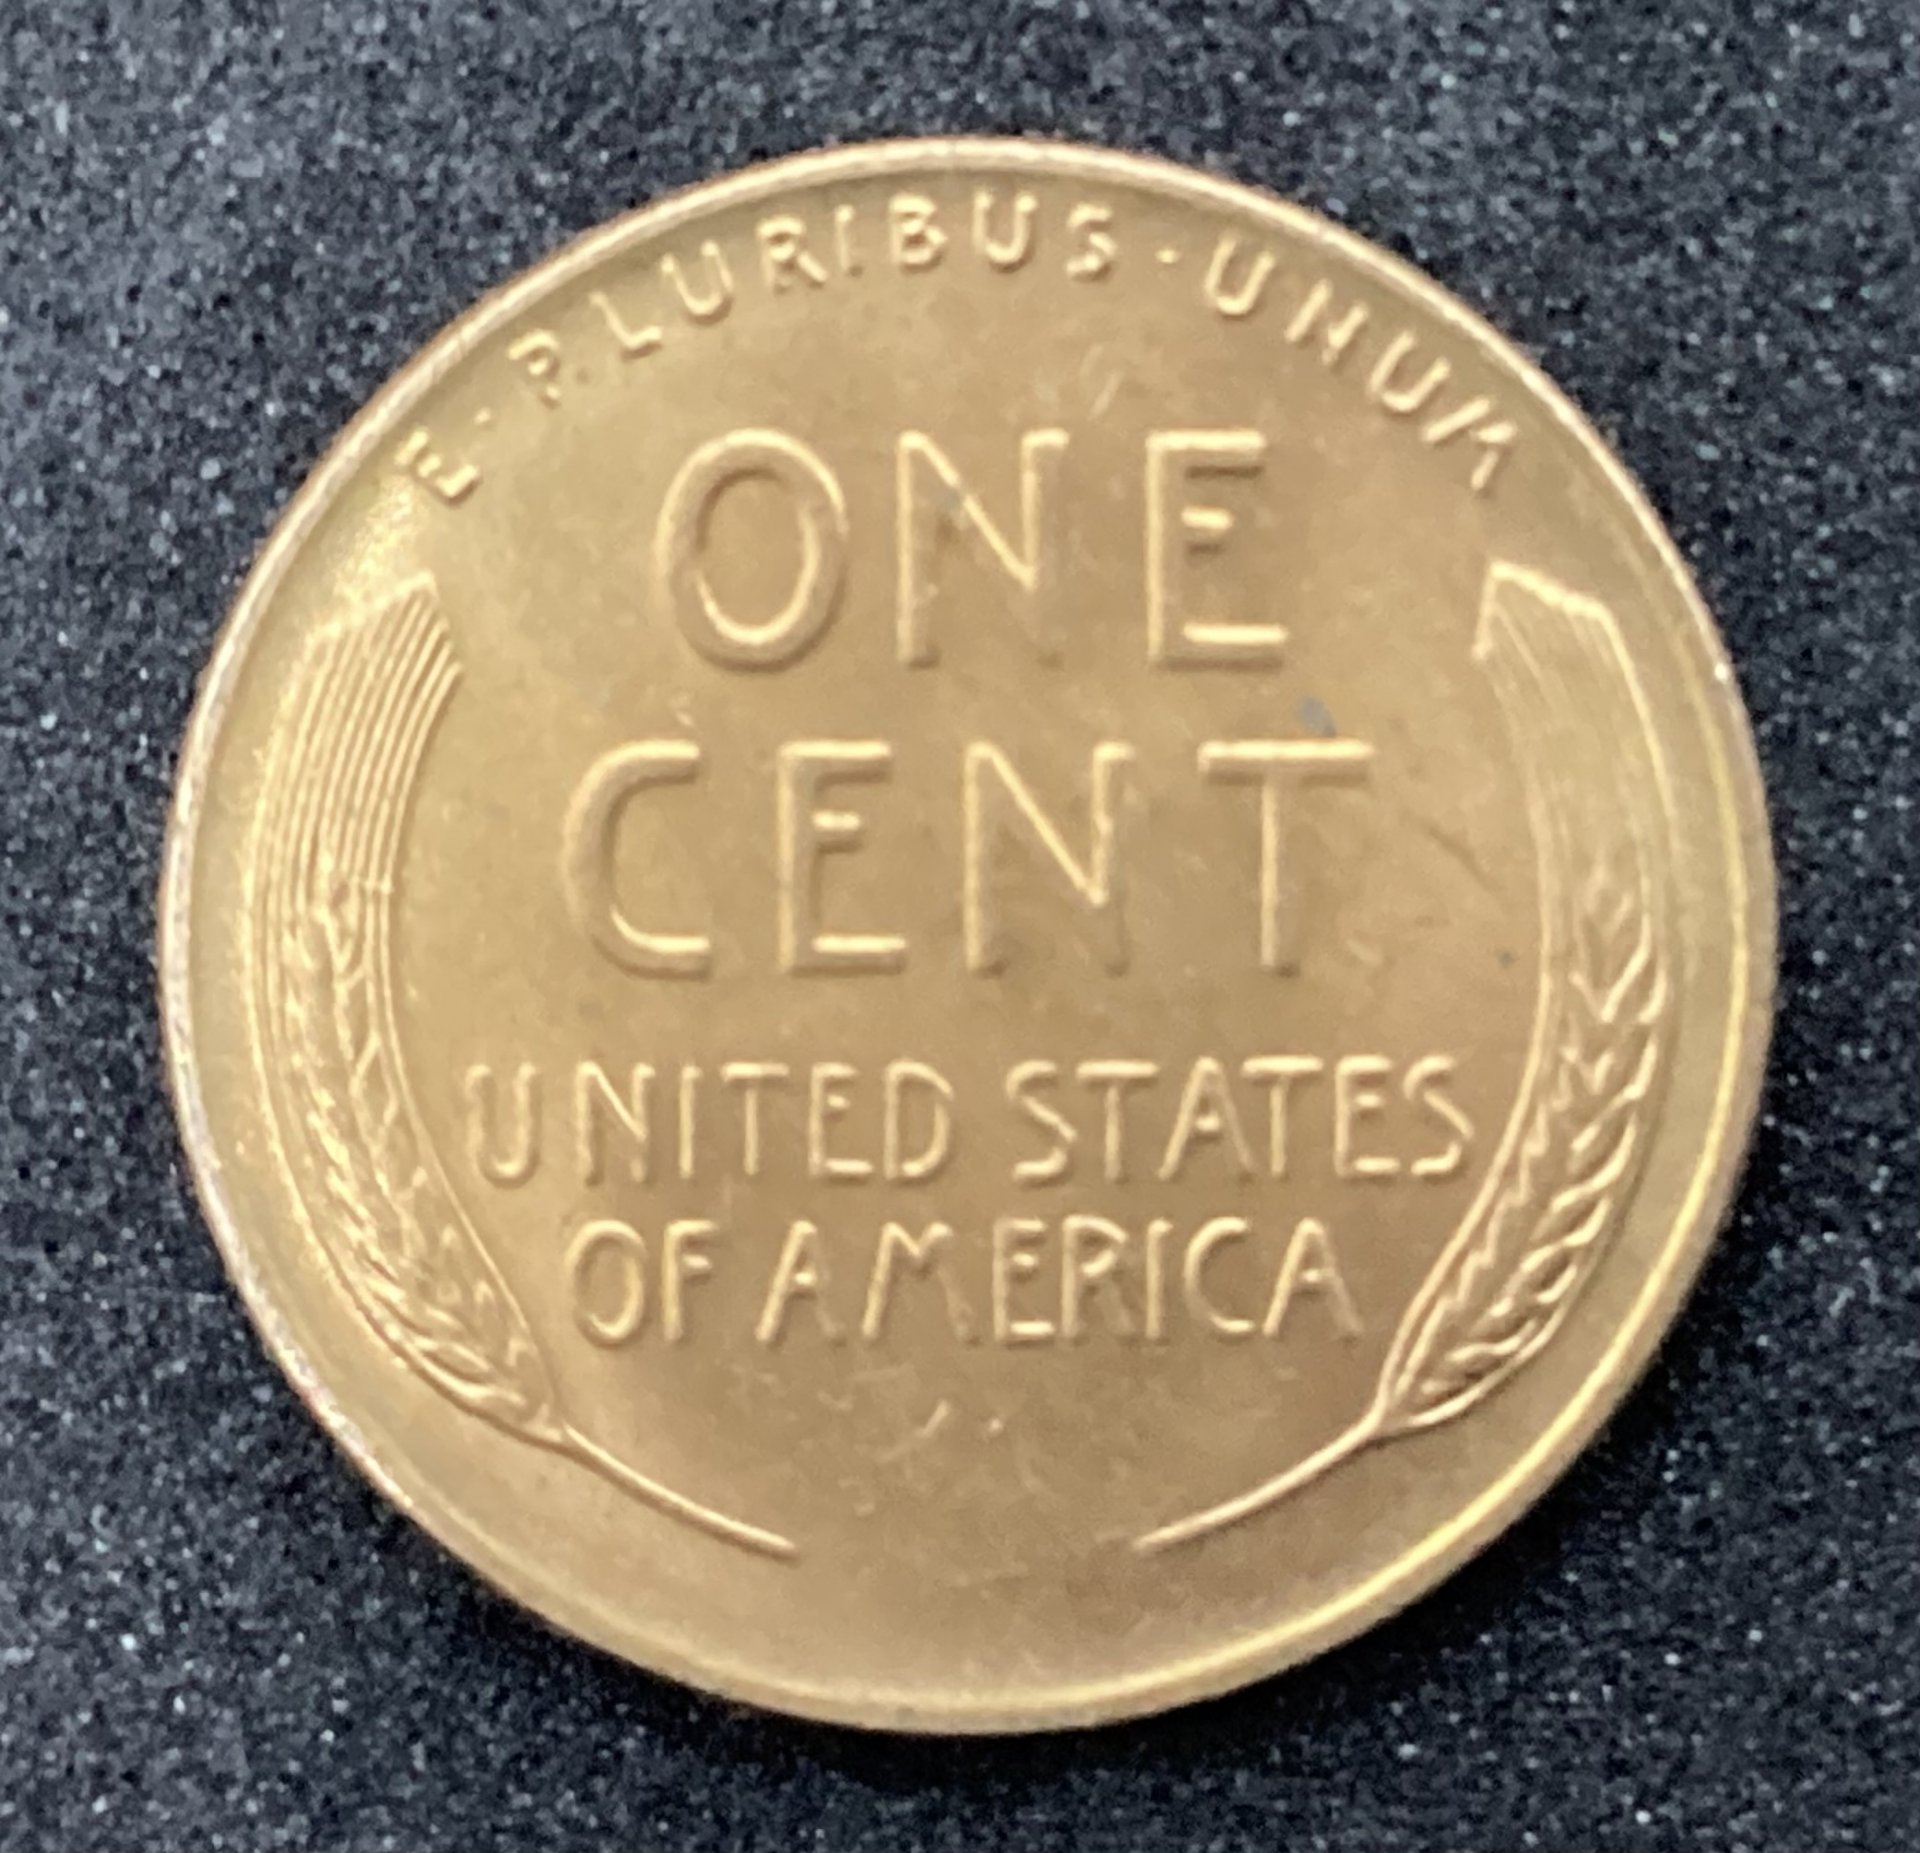 E·PLURIBUS·UNUM
ONE
CENT
UNITED STATES
OF AMERICA